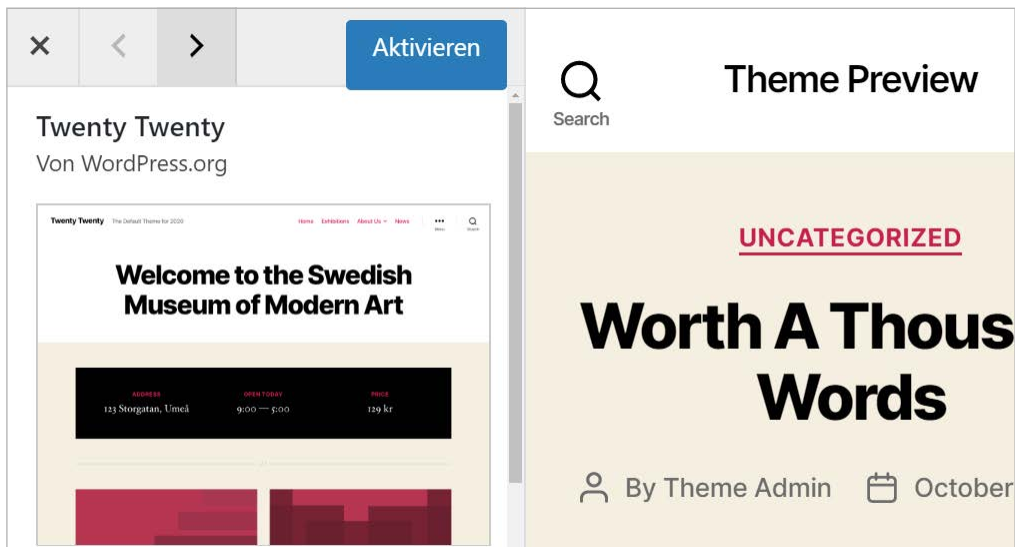 Aktivieren
Twenty Twenty
Von WordPress.org
Twenty Twenty The Default Theme for 2020 Home Exhibitions About Us News
Menu Search
Welcome to the Swedish
Museum of Modern Art
ADDRESS OPEN TODAY PRICE
123 Storgatan, Umeå 9:00 — 5:00 129 kr
Theme Preview
Search
UNCATEGORIZED
Worth A Thous
Words
By Theme Admin October